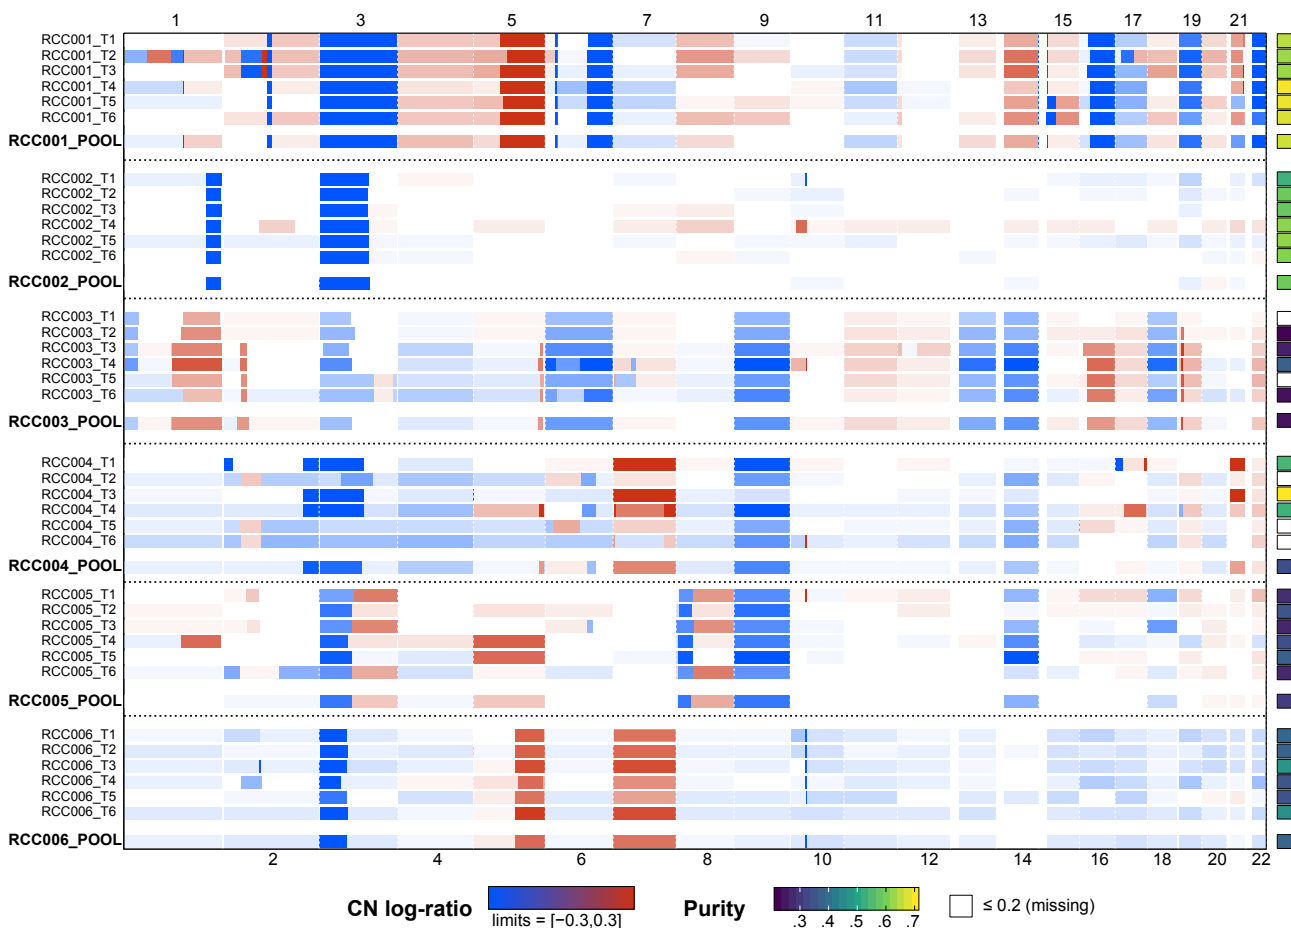 1 3 5 7 9 11 13 15 17 19 21
RCC001_T1
RCC001_T2
RCC001_T3
RCC001_T4
RCC001_T5
RCC001_T6
RCC001_POOL
RCC002_T1
RCC002_T2
RCC002_T3
RCC002_T4
RCC002_T5
RCC002_T6
RCC002_POOL
RCC003_T1
RCC003_T2
RCC003_T3
RCC003_T4
RCC003_T5
RCC003_T6
RCC003_POOL
RCC004_T1
RCC004_T2
RCC004_T3
RCC004_T4
RCC004_T5
RCC004_T6
RCC004_POOL
RCC005_T1
RCC005_T2
RCC005_T3
RCC005_T4
RCC005_T5
RCC005_T6
RCC005_POOL
RCC006_T1
RCC006_T2
RCC006_T3
RCC006_T4
RCC006_T5
RCC006_T6
RCC006_POOL
2 4 6 8 10 12 14 16 18 20 22
CN log-ratio
limits = [−0.3,0.3]
Purity
.3 .4 .5 .6 .7
≤ 0.2 (missing)